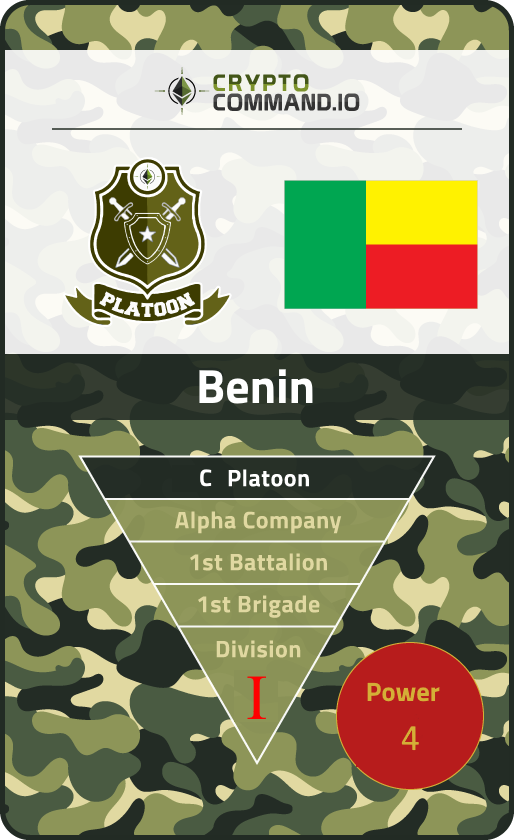 CRYPTO
COMMAND.IO
PLATOON
Benin
C Platoon
Alpha Company
1st Battalion
1st Brigade
Division
I
Power
4